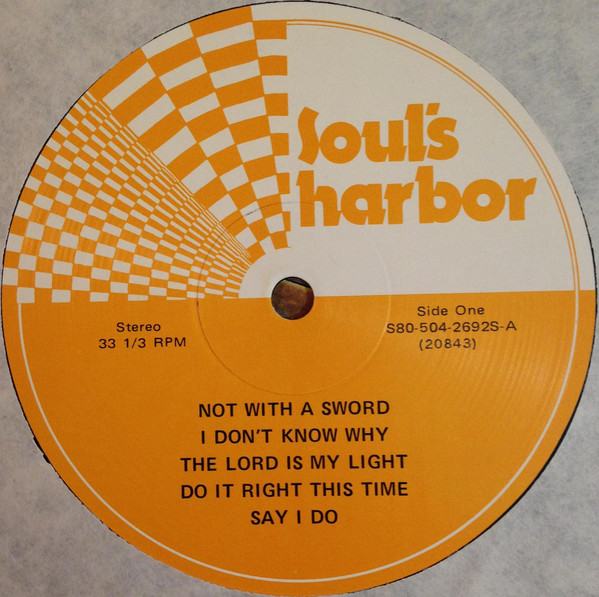 Soul's
harbor
Stereo
33 1/3 RPM
Side One
S80-504-2692S-A
(20843)
NOT WITH A SWORD
I DON'T KNOW WHY
THE LORD IS MY LIGHT
DO IT RIGHT THIS TIME
SAY I DO